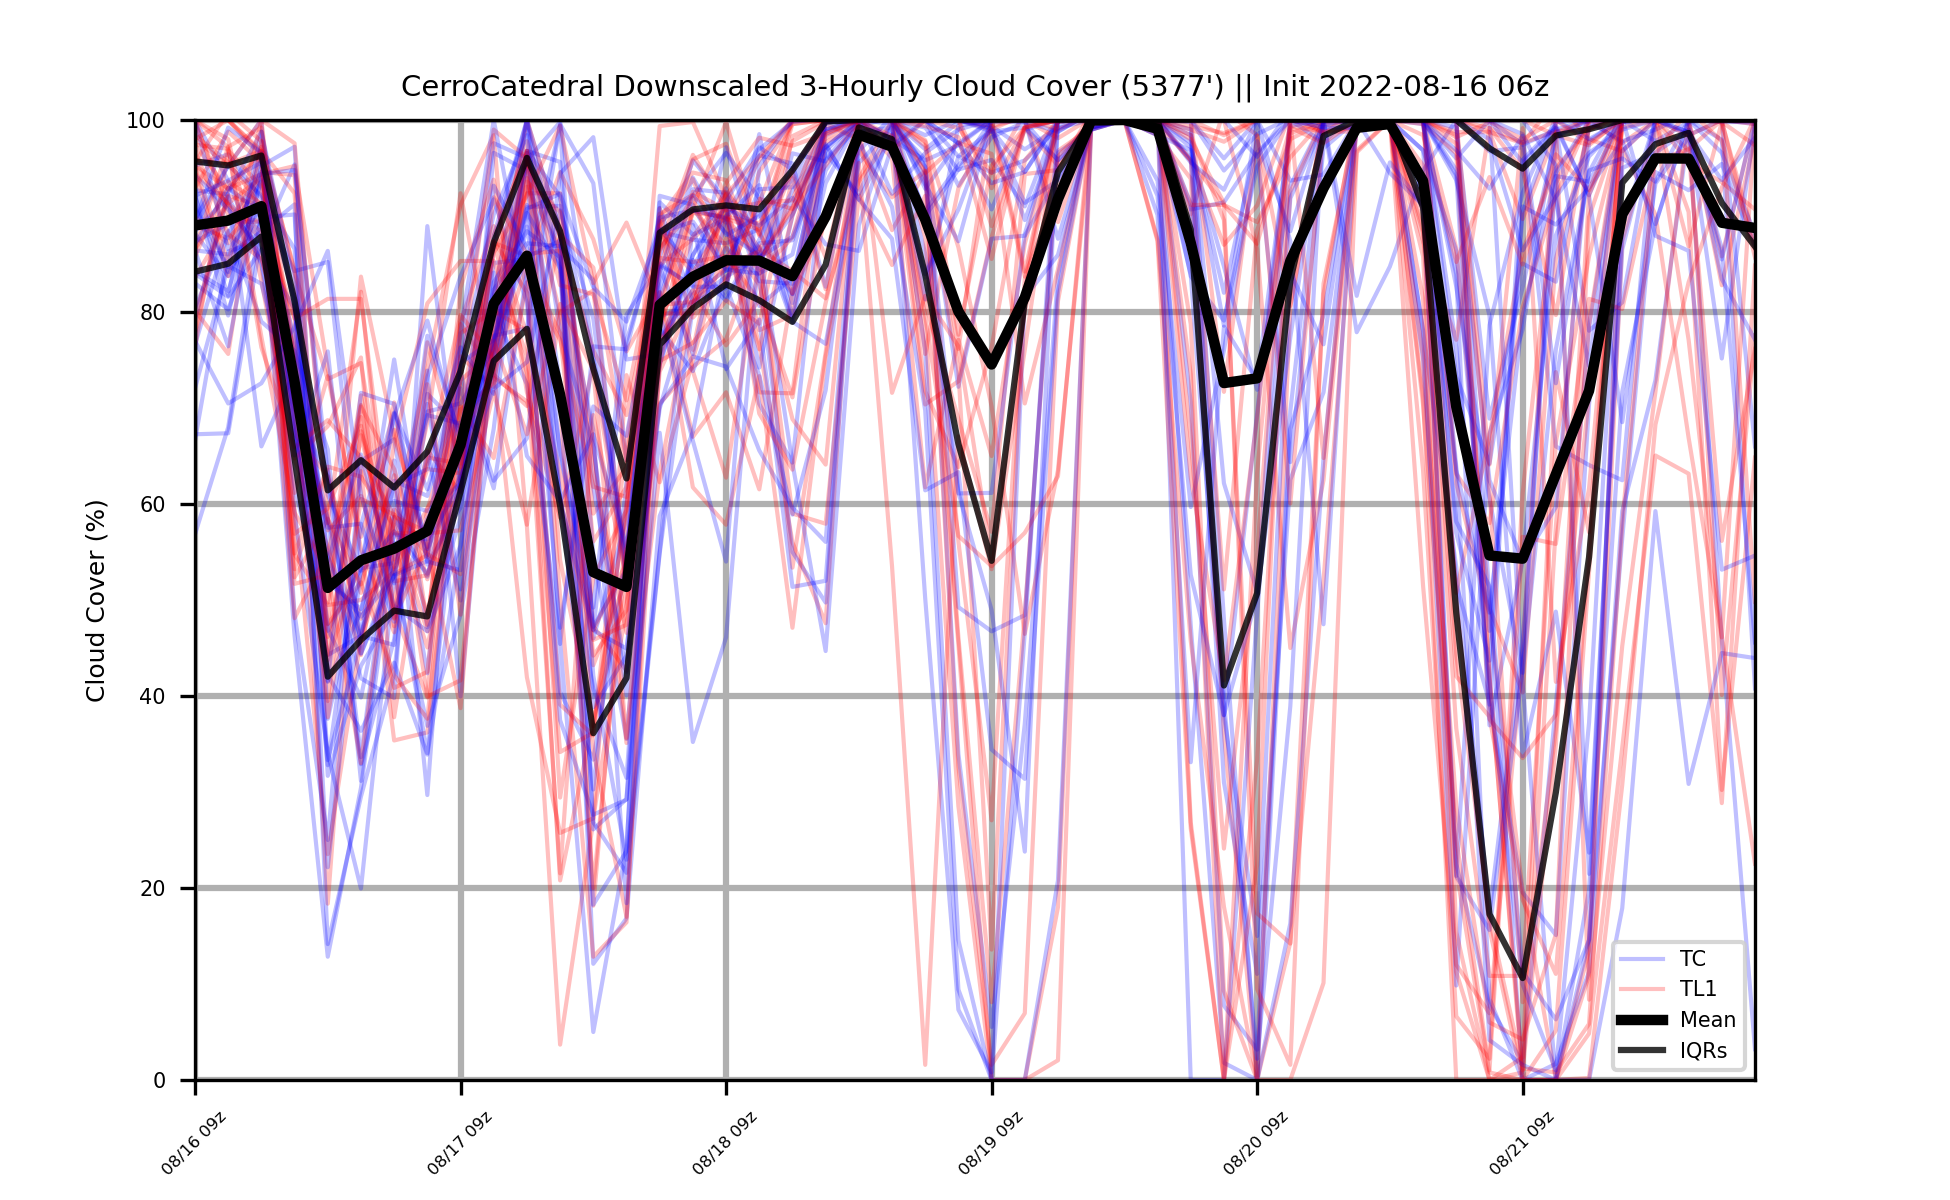 CerroCatedral Downscaled 3-Hourly Cloud Cover (5377') || Init 2022-08-16 06z
Cloud Cover (%)
100
80
60
40
20
0
08/16 09z
08/17 09z
08/18 09z
08/19 09z
08/20 09z
08/21 09z
TC
TL1
Mean
IQRs